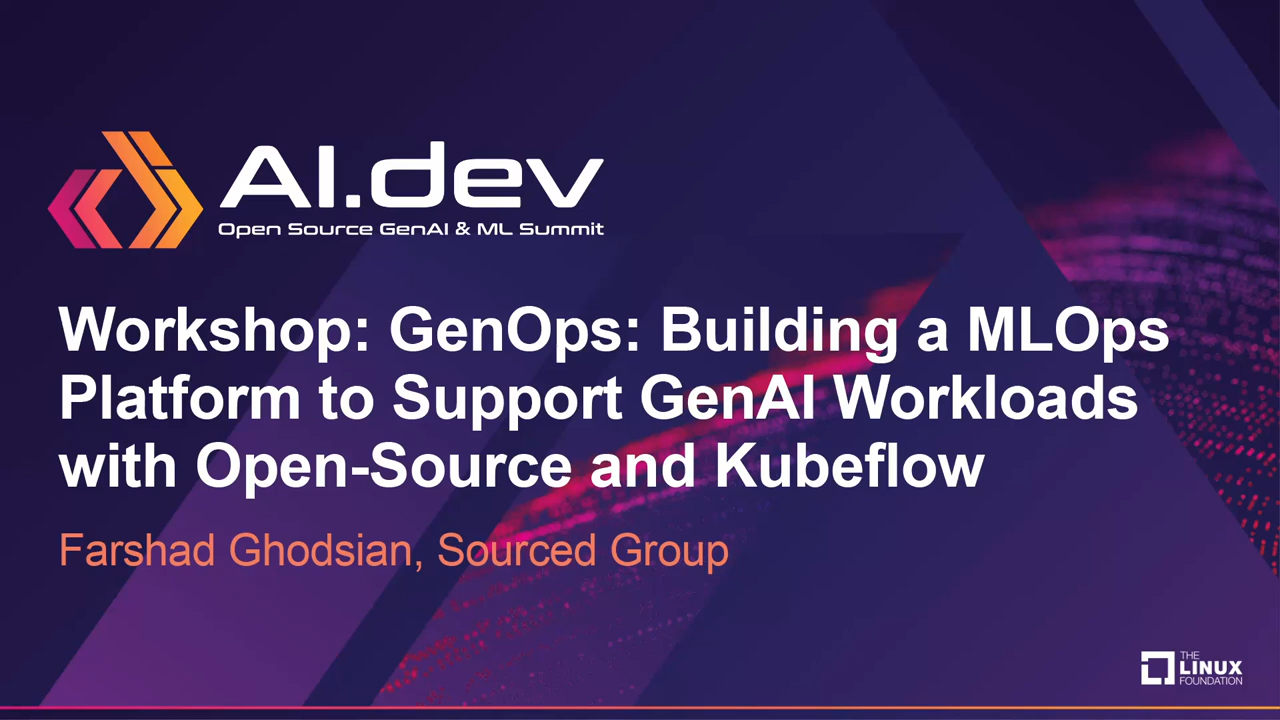 AI.dev
Open Source GenAI & ML Summit
Workshop: GenOps: Building a MLOps
Platform to Support GenAI Workloads
with Open-Source and Kubeflow
Farshad Ghodsian, Sourced Group
THE
LINUX
FOUNDATION